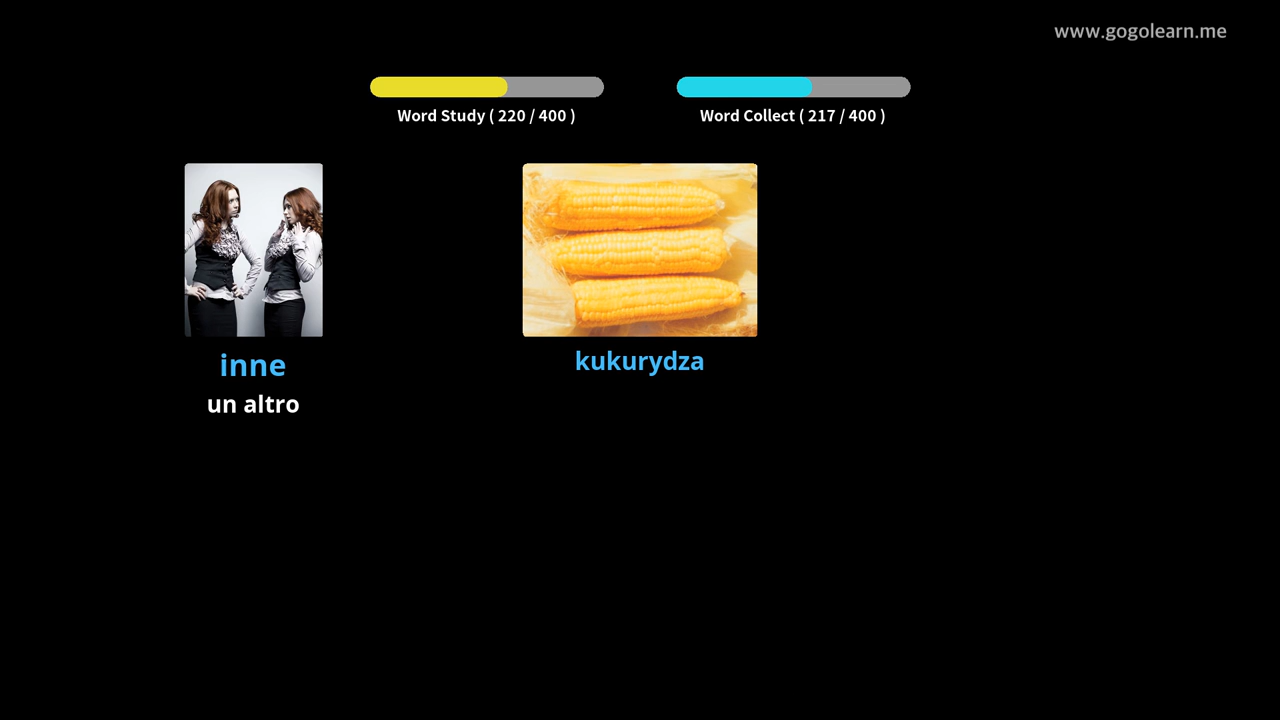 www.gogolearn.me
Word Study ( 220 / 400 )
Word Collect ( 217 / 400 )
inne
un altro
kukurydza